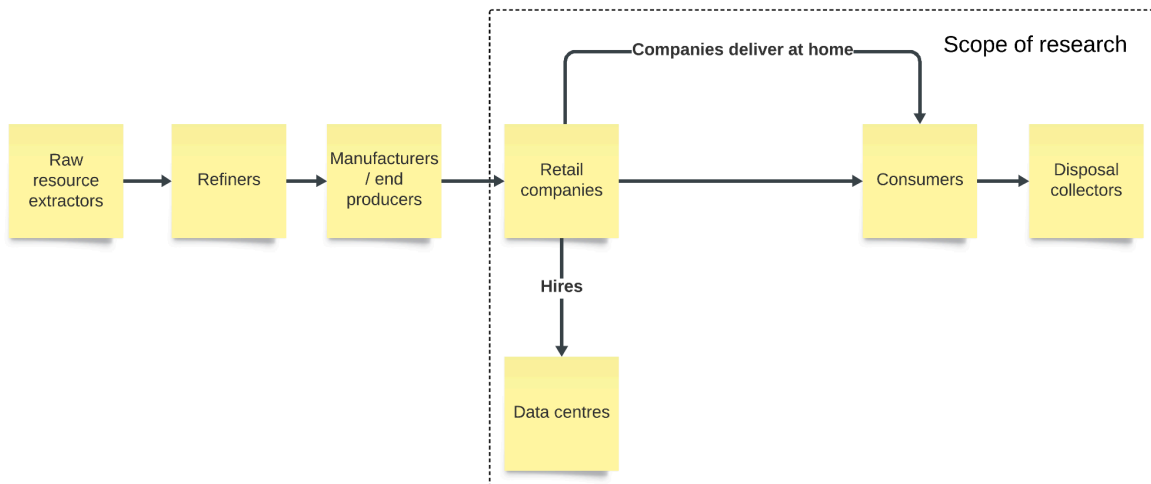 Scope of research
Companies deliver at home
Raw
resource
extractors
Refiners
Manufacturers
/ end
producers
Retail
companies
Consumers
Disposal
collectors
Hires
Data centres